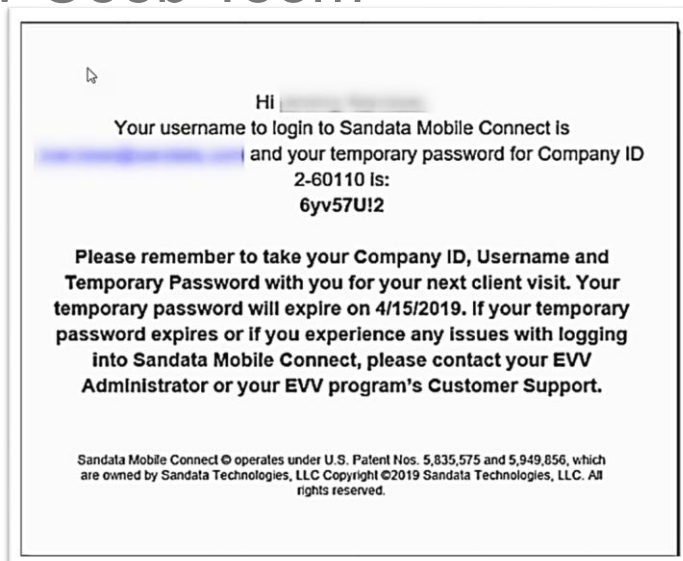 Hi
Your username to login to Sandata Mobile Connect is
and your temporary password for Company ID
2-60110 is:
6yv57U!2
Please remember to take your Company ID, Username and
Temporary Password with you for your next client visit. Your
temporary password will expire on 4/15/2019. If your temporary
password expires or if you experience any issues with logging
into Sandata Mobile Connect, please contact your EVV
Administrator or your EVV program's Customer Support.
Sandata Mobile Connect © operates under U.S. Patent Nos. 5,835,575 and 5,949,856, which
are owned by Sandata Technologies, LLC Copyright ©2019 Sandata Technologies, LLC. All
rights reserved.